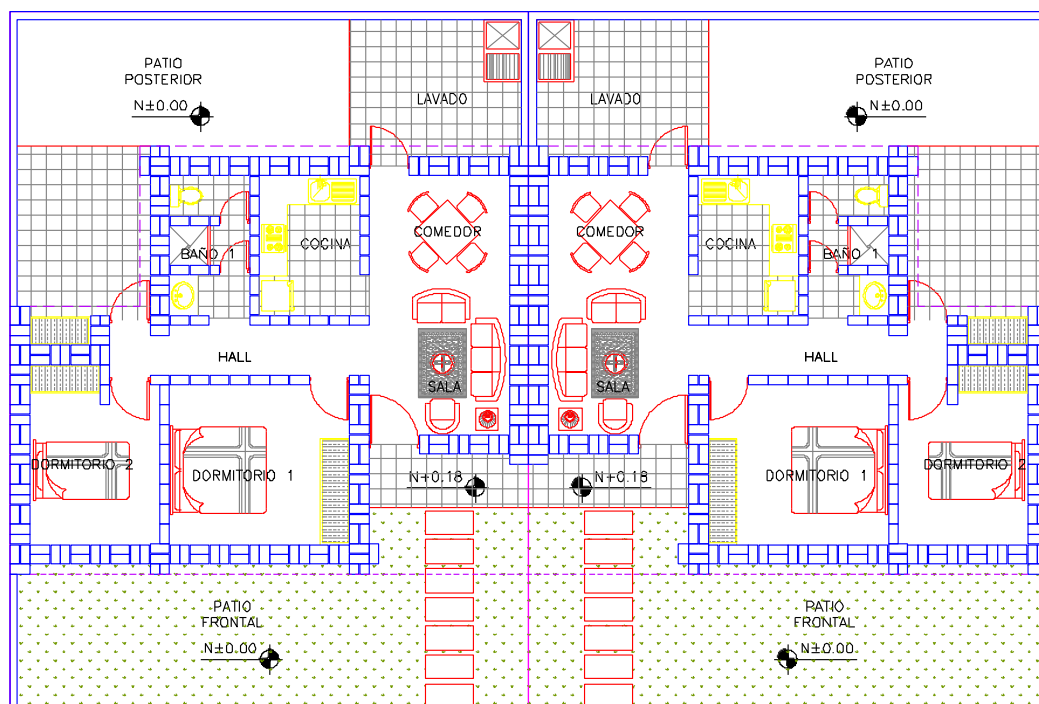 PATIO
POSTERIOR
N±0.00
LAVADO
LAVADO
PATIO
POSTERIOR
N±0.00
BAÑO 1
COCINA
COMEDOR
COMEDOR
COCINA
BAÑO 1
HALL
SALA
SALA
HALL
DORMITORIO 2
DORMITORIO 1
N+0.18
N+0.18
DORMITORIO 1
DORMITORIO 2
PATIO
FRONTAL
N±0.00
PATIO
FRONTAL
N±0.00